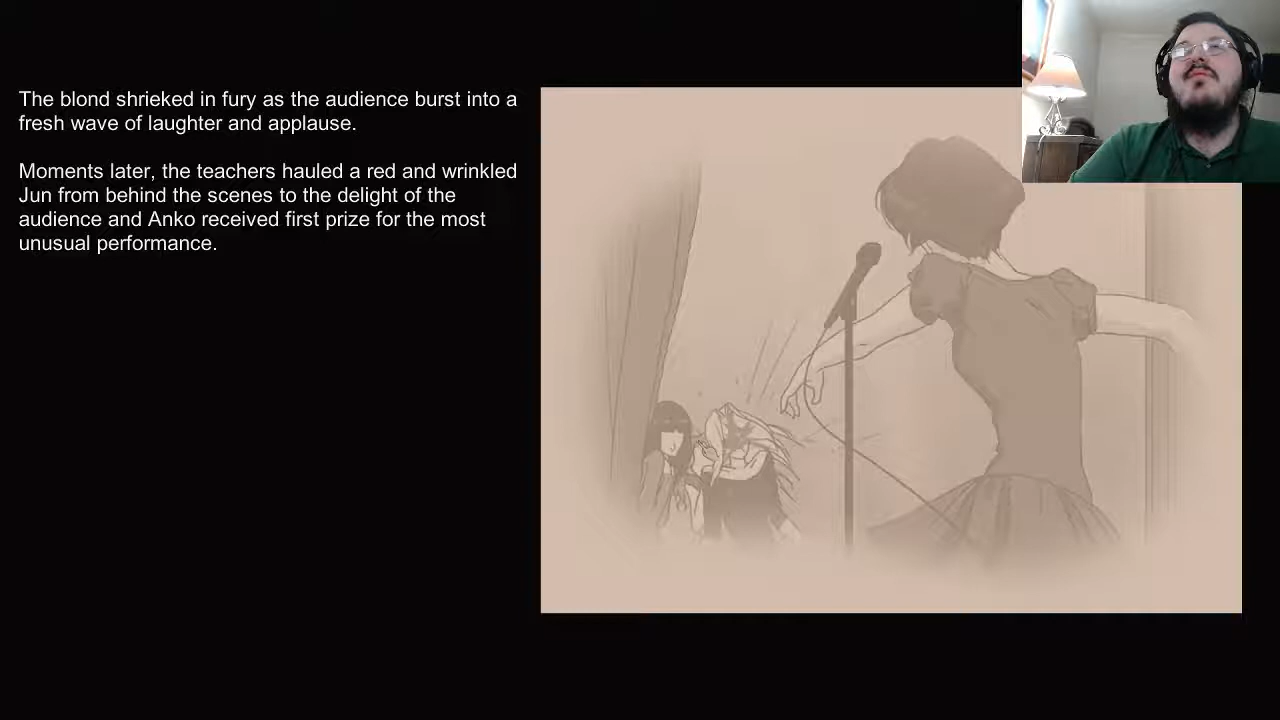 The blond shrieked in fury as the audience burst into a
fresh wave of laughter and applause.
Moments later, the teachers hauled a red and wrinkled
Jun from behind the scenes to the delight of the
audience and Anko received first prize for the most
unusual performance.